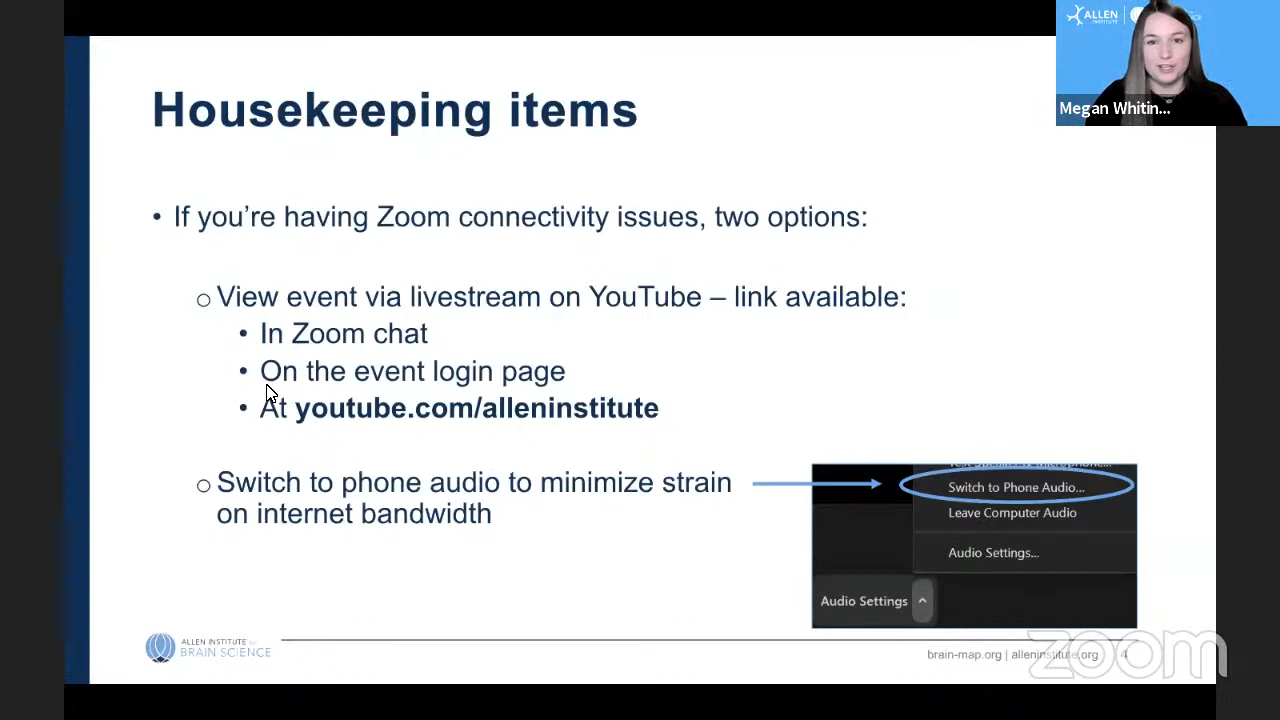 ALLEN
INSTITUTE
Megan Whitin...
Housekeeping items
• If you’re having Zoom connectivity issues, two options:
o View event via livestream on YouTube – link available:
• In Zoom chat
• On the event login page
• At youtube.com/alleninstitute
o Switch to phone audio to minimize strain
on internet bandwidth
Switch to Phone Audio...
Leave Computer Audio
Audio Settings...
Audio Settings
ALLEN INSTITUTE for
BRAIN SCIENCE
brain-map.org | alleninstitute.org 4
zoom